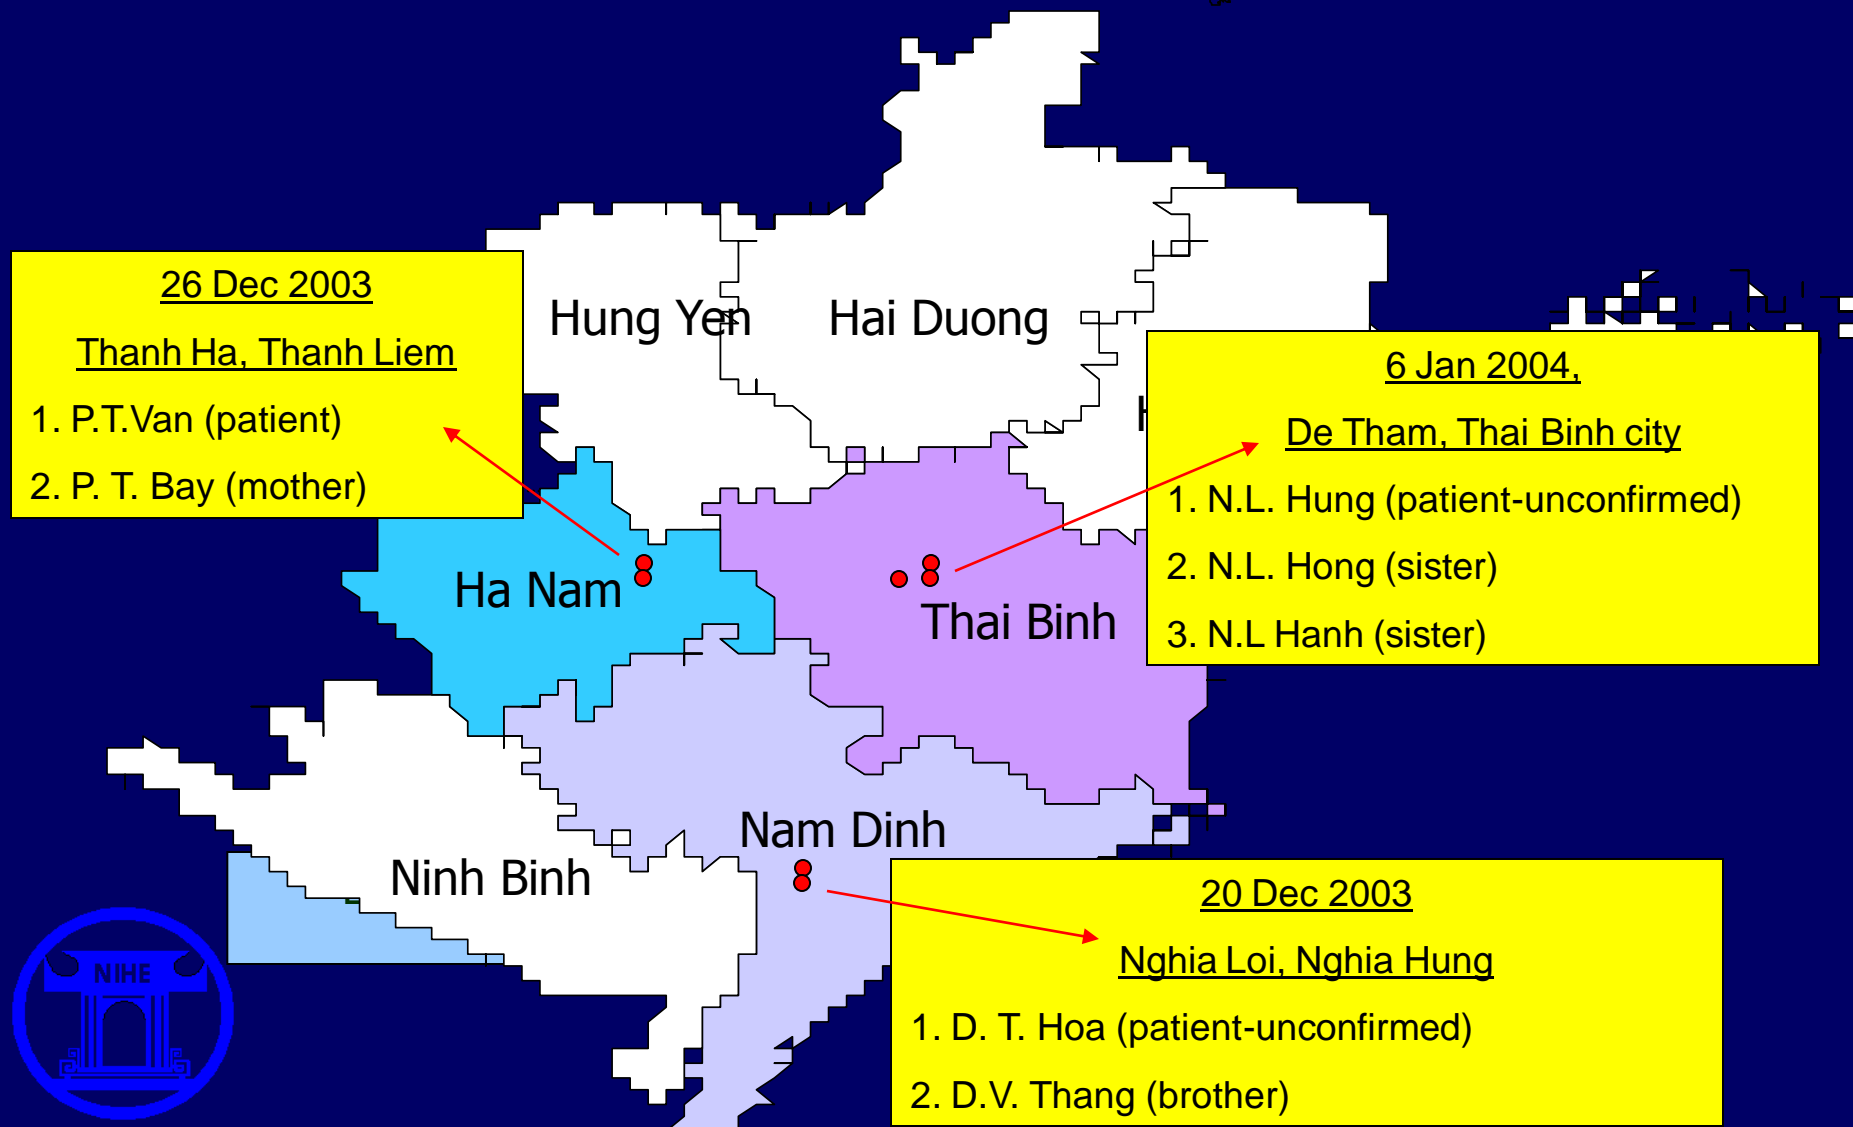 26 Dec 2003
Thanh Ha, Thanh Liem
1. P.T.Van (patient)
2. P. T. Bay (mother)
Hung Yen
Hai Duong
6 Jan 2004,
De Tham, Thai Binh city
1. N.L. Hung (patient-unconfirmed)
2. N.L. Hong (sister)
3. N.L Hanh (sister)
Ha Nam
Thai Binh
Nam Dinh
Ninh Binh
20 Dec 2003
Nghia Loi, Nghia Hung
1. D. T. Hoa (patient-unconfirmed)
2. D.V. Thang (brother)
NIHE